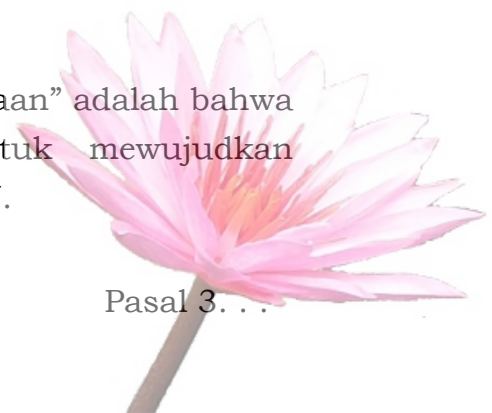 aan” adalah bahwa
tuk mewujudkan
.
Pasal 3. . .